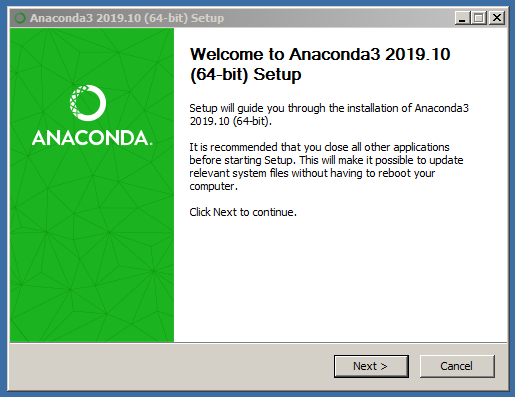 Anaconda3 2019.10 (64-bit) Setup
ANACONDA.
Welcome to Anaconda3 2019.10
(64-bit) Setup
Setup will guide you through the installation of Anaconda3
2019.10 (64-bit).
It is recommended that you close all other applications
before starting Setup. This will make it possible to update
relevant system files without having to reboot your
computer.
Click Next to continue.
Next >
Cancel